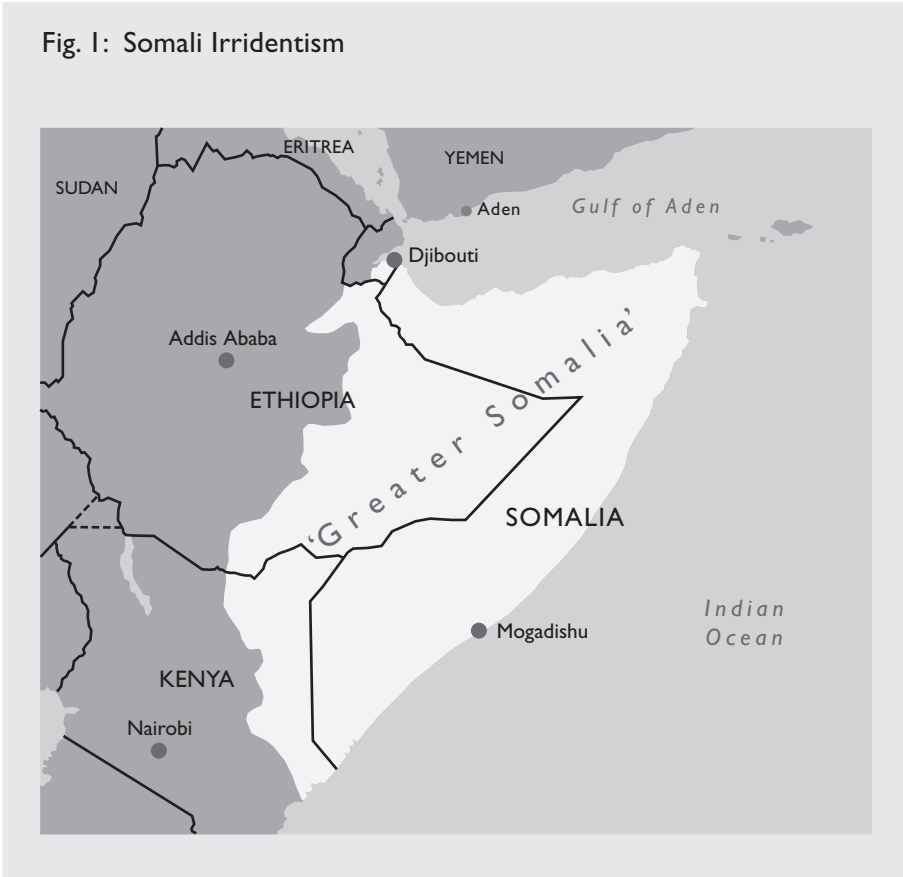 Fig. 1: Somali Irridentism
ERITREA
YEMEN
SUDAN
Aden
Gulf of Aden
Djibouti
Addis Ababa
ETHIOPIA
‘Greater Somalia’
SOMALIA
Indian
Ocean
Mogadishu
KENYA
Nairobi